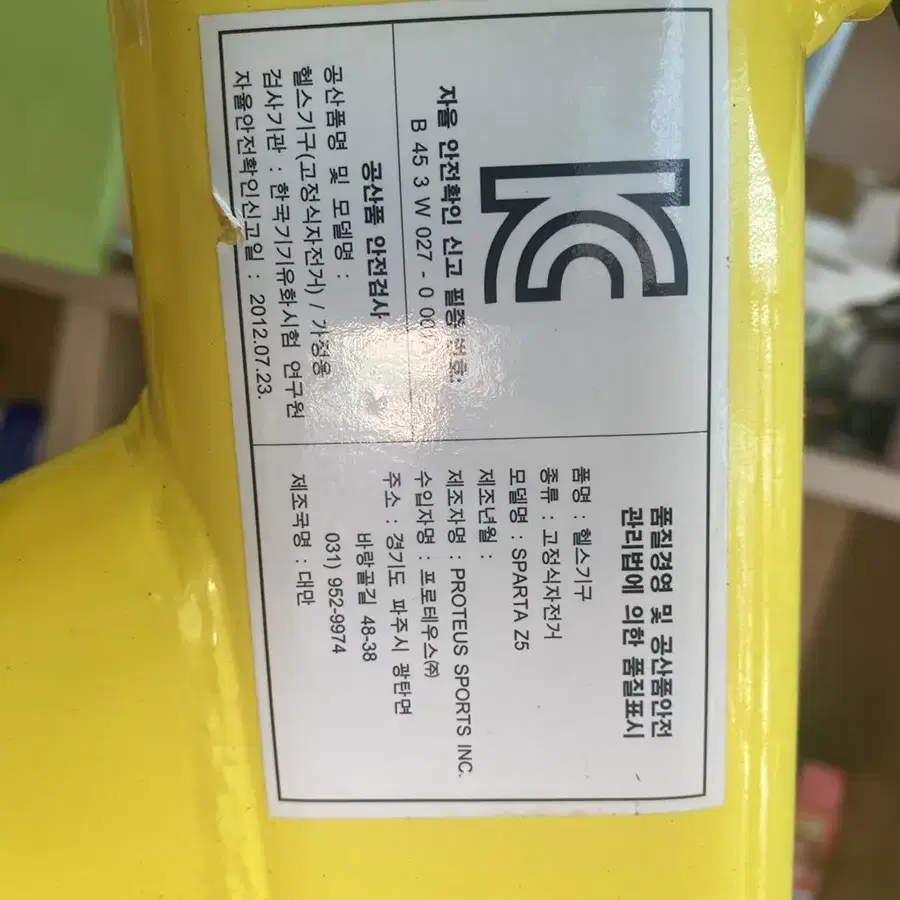 KC
자율 안전확인 신고 필증 번호:
B 45 3 W 027 - 0 00
공산품 안전검사
공산품명 및 모델명 :
헬스기구(고정식자전거) / 가정용
검사기관 : 한국기기유화시험 연구원
자율안전확인신고일 : 2012.07.23.
품질경영 및 공산품안전
관리법에 의한 품질표시
품명 : 헬스기구
종류 : 고정식자전거
모델명 : SPARTA Z5
제조년월 :
제조자명 : PROTEUS SPORTS INC.
수입자명 : 프로테우스㈜
주소 : 경기도 파주시 광탄면
바랑골길 48-38
031) 952-9974
제조국명 : 대만